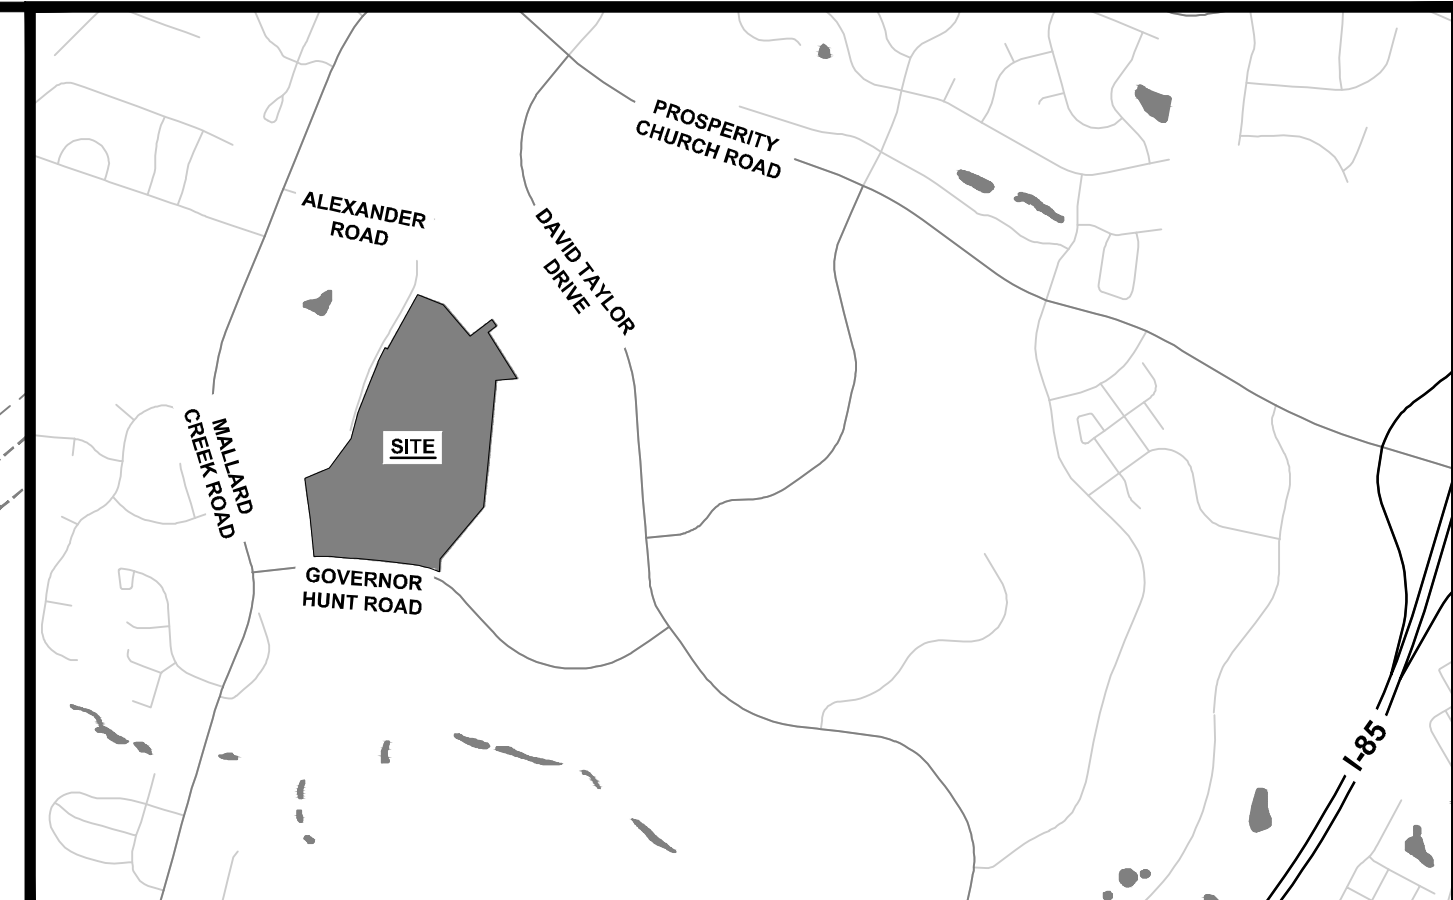 PROSPERITY
CHURCH ROAD
ALEXANDER
ROAD
DAVID TAYLOR
DRIVE
SITE
MALLARD
CREEK ROAD
GOVERNOR
HUNT ROAD
I-85